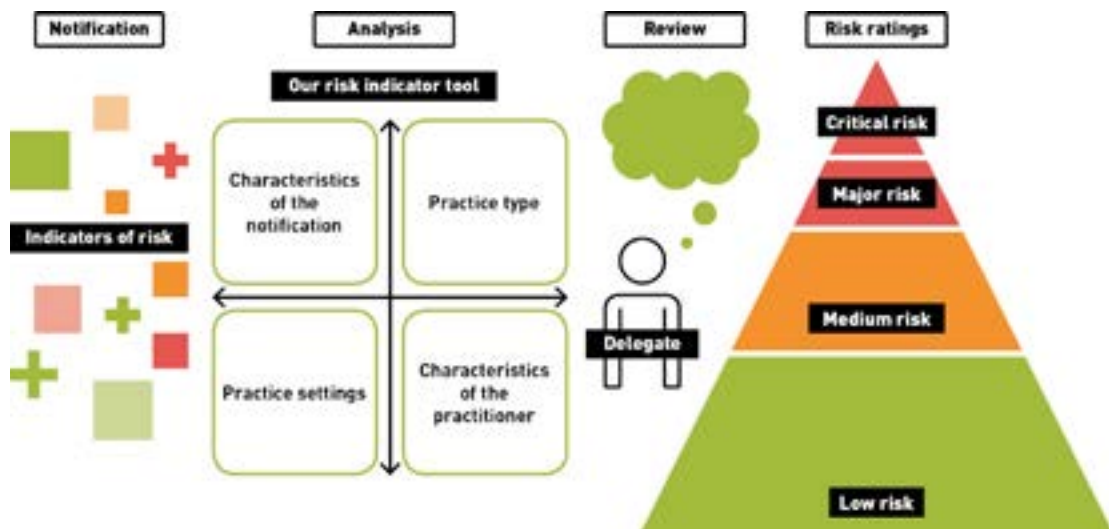 Notification
Analysis
Review
Risk ratings
Our risk indicator tool
Indicators of risk
Characteristics
of the
notification
Practice type
Practice settings
Characteristics
of the
practitioner
Delegate
Critical risk
Major risk
Medium risk
Low risk